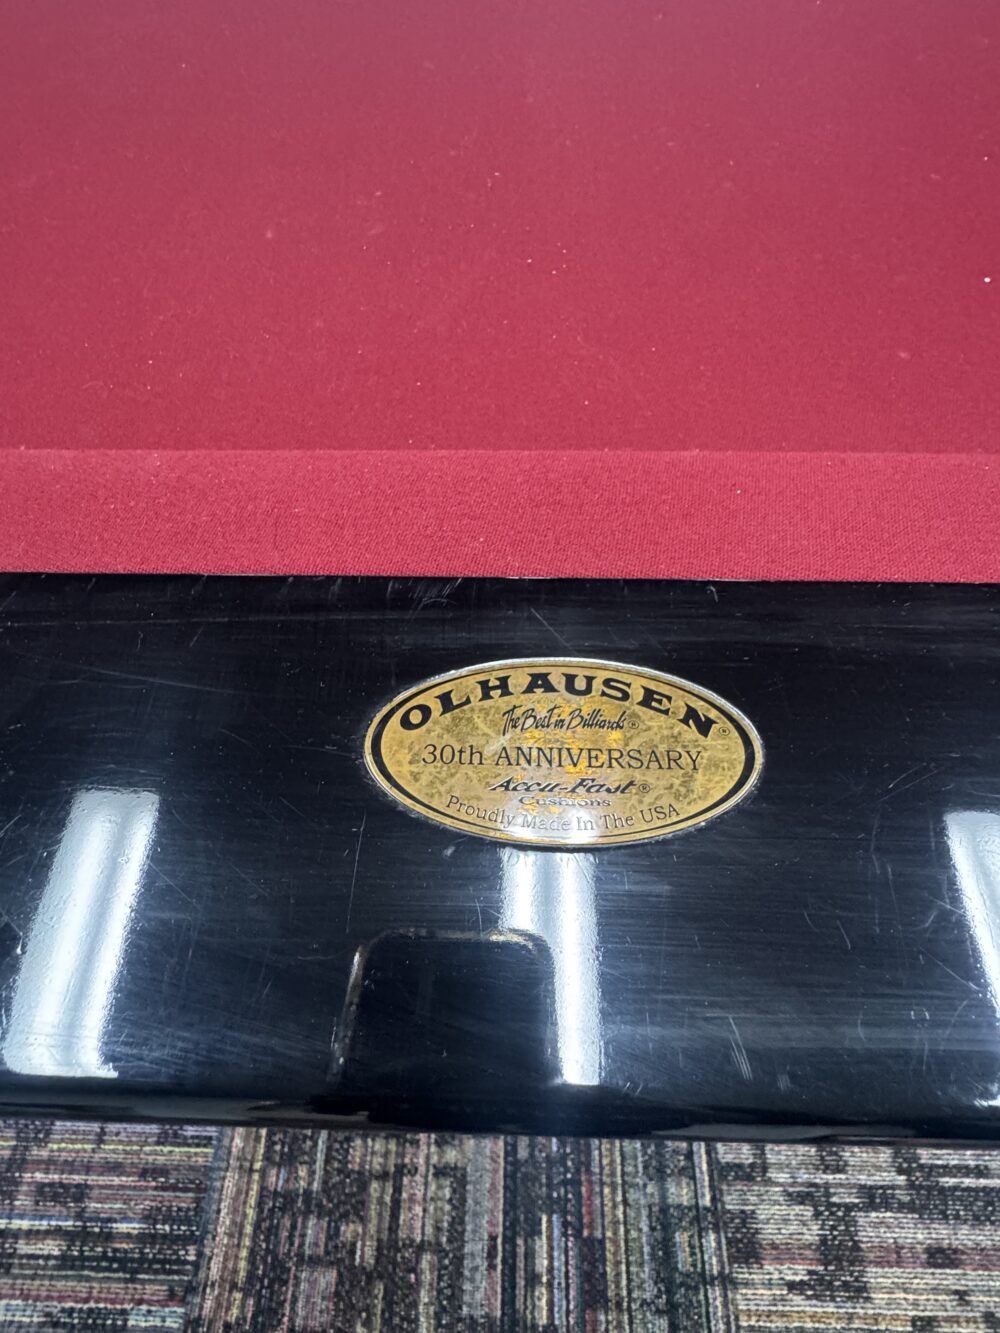 OLHAUSEN®
The Best in Billiards®
30th ANNIVERSARY
Accu-Fast®
Cushions
Proudly Made In The USA